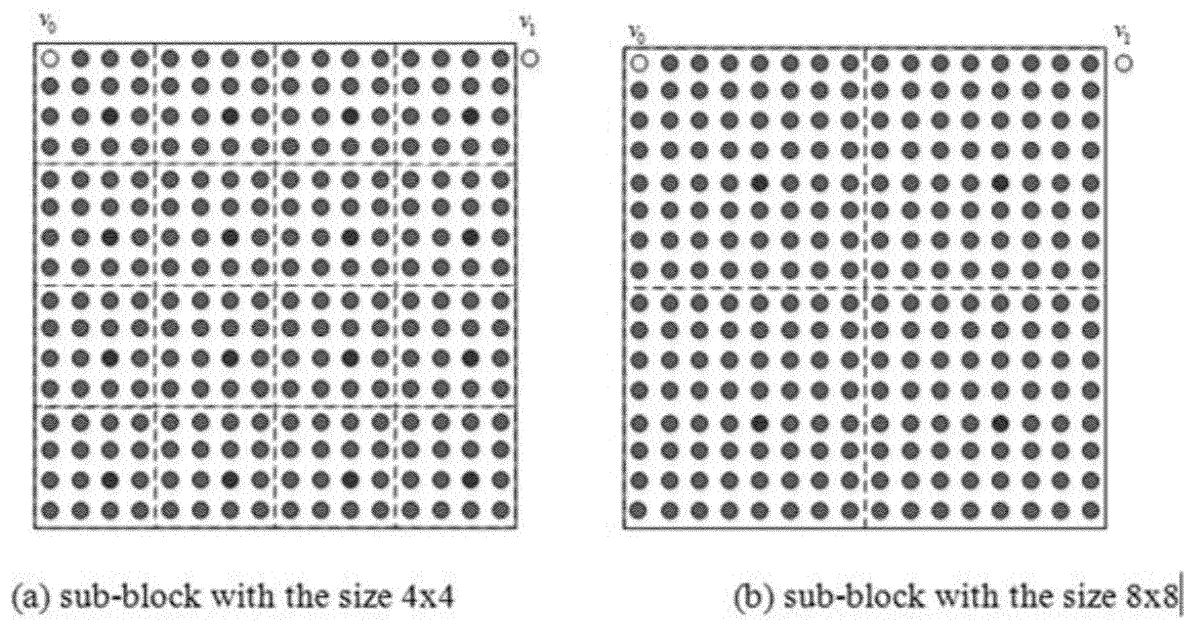 v0 v1 v0 v1
(a) sub-block with the size 4x4 (b) sub-block with the size 8x8